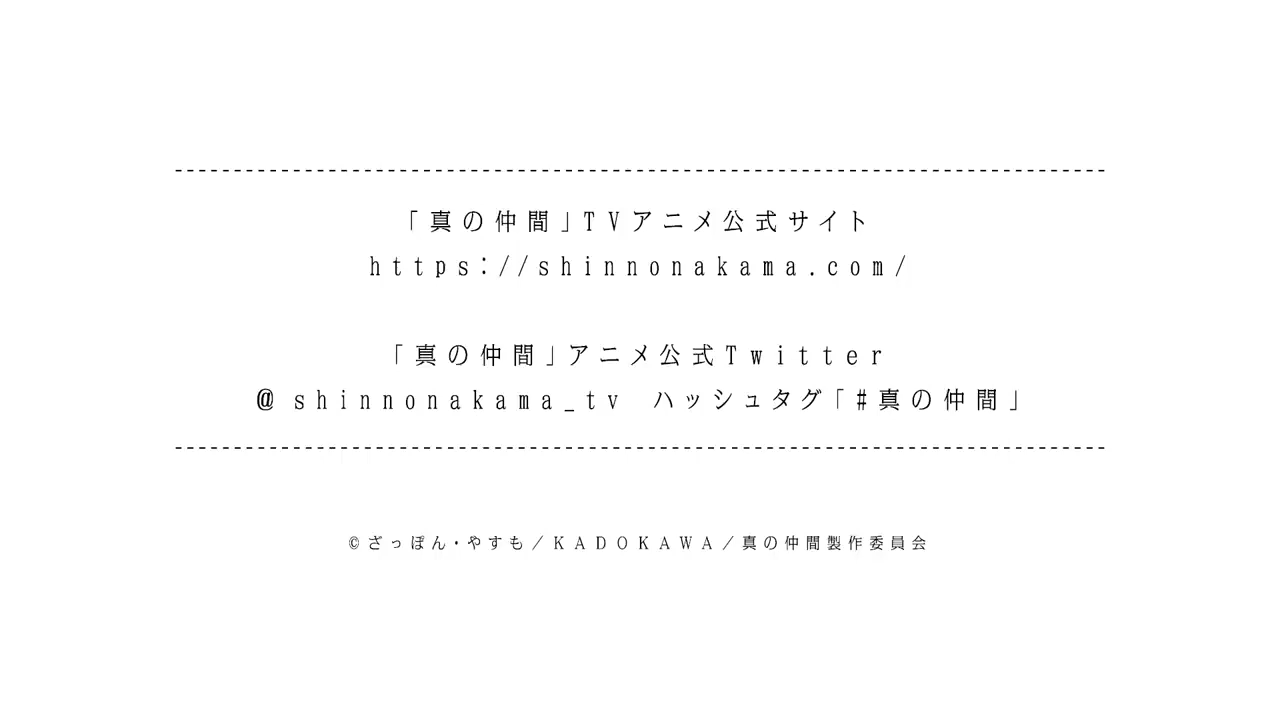 「真の仲間」TVアニメ公式サイト
https://shinnonakama.com/
「真の仲間」アニメ公式Twitter
@shinnonakama_tv　ハッシュタグ「#真の仲間」
©ざっぽん・やすも／KADOKAWA／真の仲間製作委員会